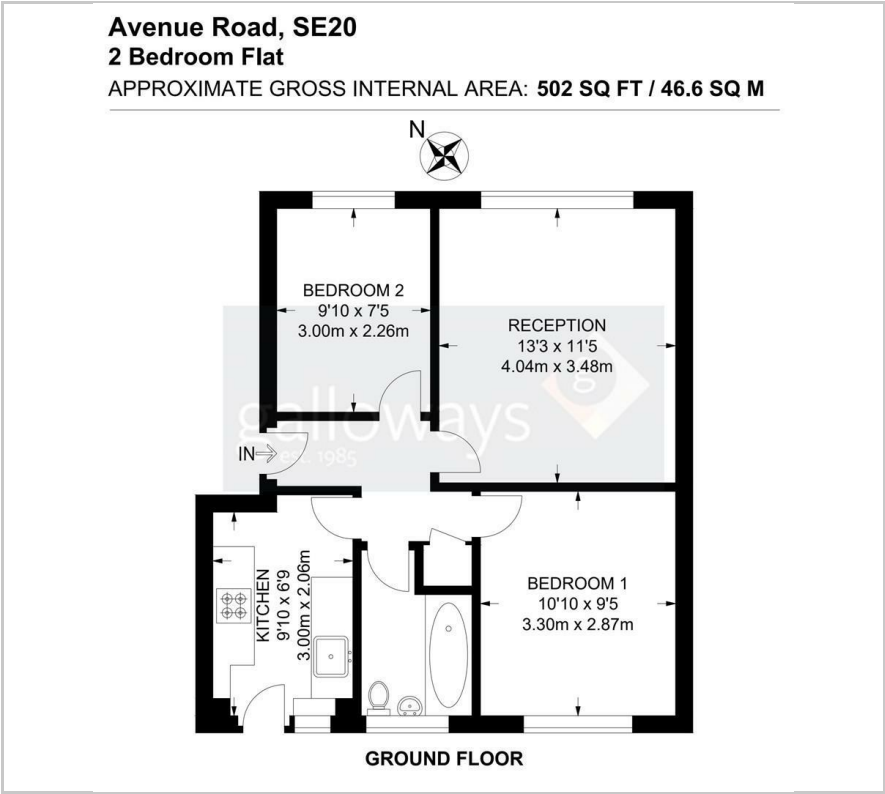 Avenue Road, SE20
2 Bedroom Flat
APPROXIMATE GROSS INTERNAL AREA: 502 SQ FT / 46.6 SQ M
N
BEDROOM 2
9'10 x 7'5
3.00m x 2.26m
RECEPTION
13'3 x 11'5
4.04m x 3.48m
g
galloways
est. 1985
IN
KITCHEN
9'10 x 6'9
3.00m x 2.06m
BEDROOM 1
10'10 x 9'5
3.30m x 2.87m
GROUND FLOOR